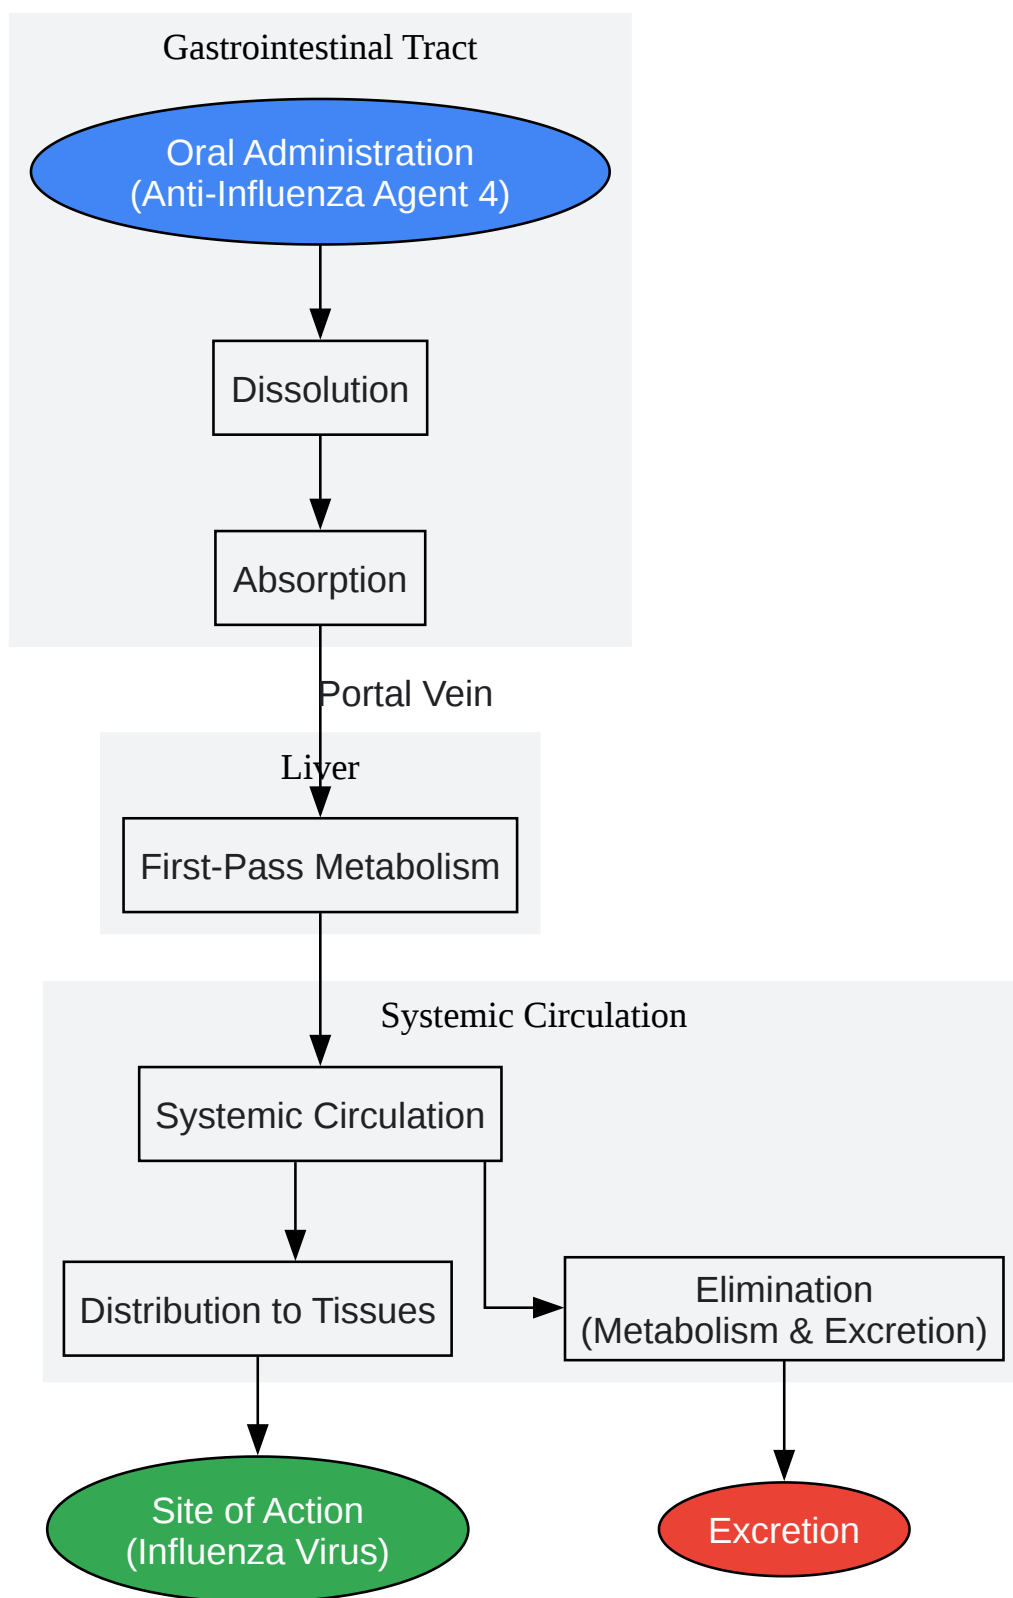 Gastrointestinal Tract
Oral Administration
(Anti-Influenza Agent 4)
Dissolution
Absorption
Portal Vein
Liver
First-Pass Metabolism
Systemic Circulation
Systemic Circulation
Distribution to Tissues
Elimination
(Metabolism & Excretion)
Site of Action
(Influenza Virus)
Excretion